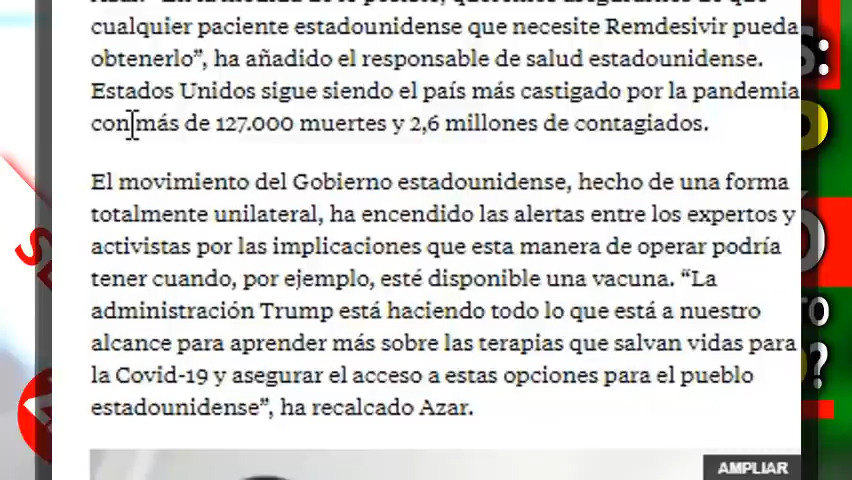 cualquier paciente estadounidense que necesite Remdesivir pueda
obtenerlo”, ha añadido el responsable de salud estadounidense.
Estados Unidos sigue siendo el país más castigado por la pandemia
con más de 127.000 muertes y 2,6 millones de contagiados.
El movimiento del Gobierno estadounidense, hecho de una forma
totalmente unilateral, ha encendido las alertas entre los expertos y
activistas por las implicaciones que esta manera de operar podría
tener cuando, por ejemplo, esté disponible una vacuna. “La
administración Trump está haciendo todo lo que está a nuestro
alcance para aprender más sobre las terapias que salvan vidas para
la Covid-19 y asegurar el acceso a estas opciones para el pueblo
estadounidense”, ha recalcado Azar.
AMPLIAR